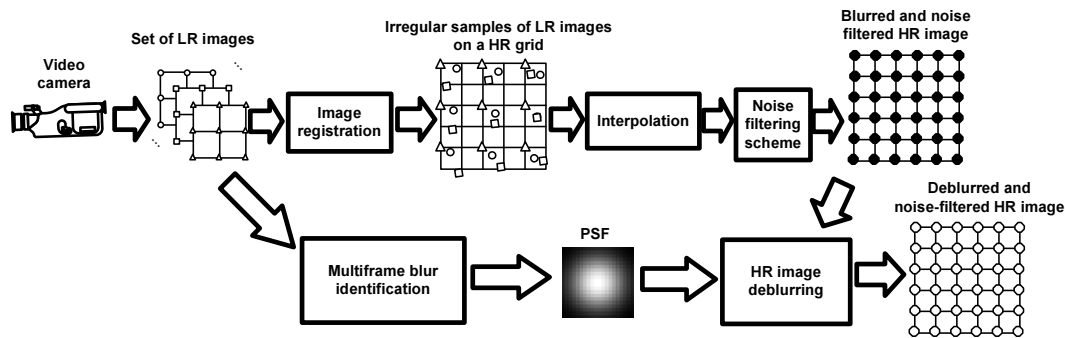 Video
camera
Set of LR images
Image
registration
Irregular samples of LR images
on a HR grid
Interpolation
Noise
filtering
scheme
Blurred and noise
filtered HR image
Multiframe blur
identification
PSF
HR image
deblurring
Deblurred and
noise-filtered HR image